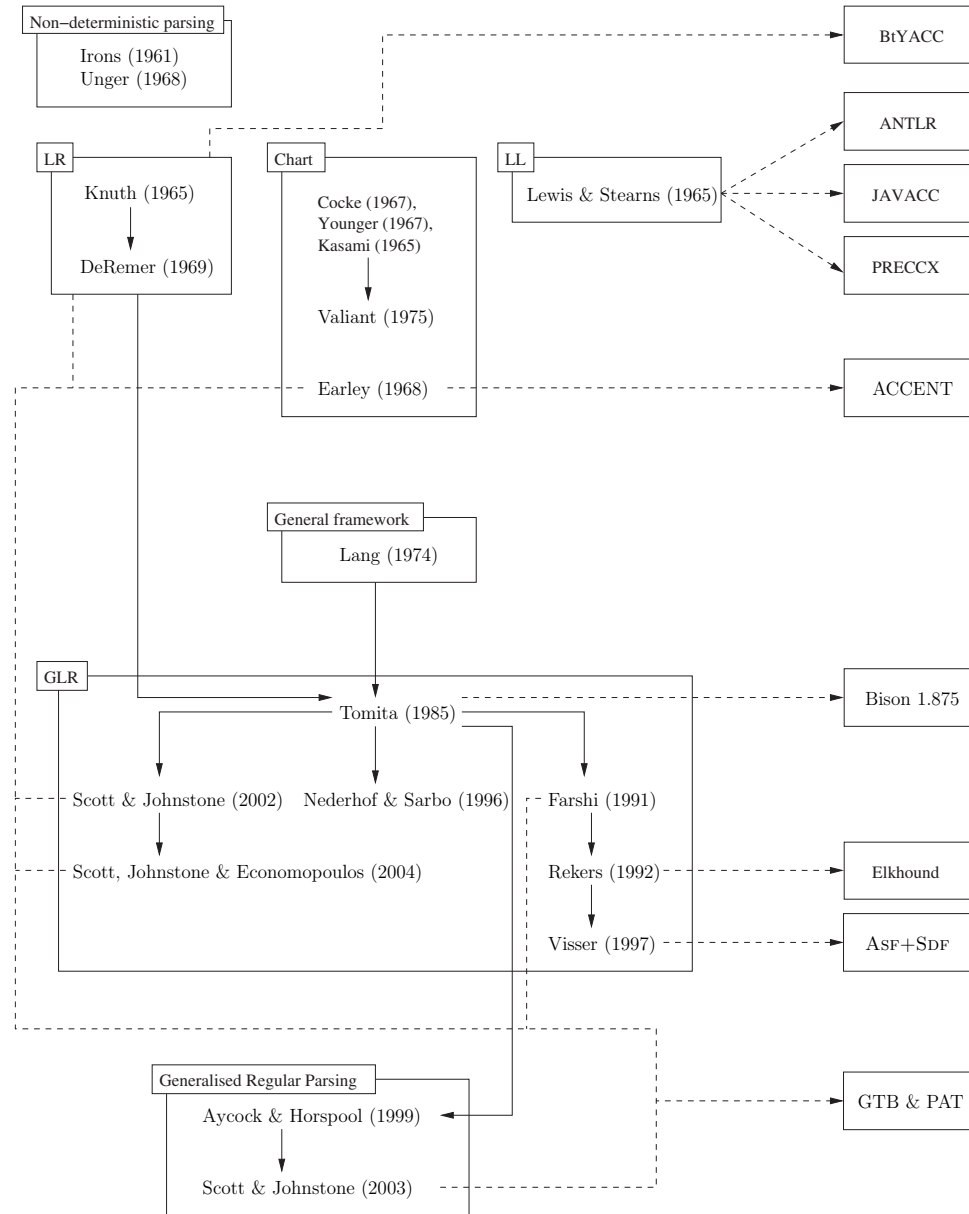 Non−deterministic parsing
Irons (1961)
Unger (1968)
BtYACC
ANTLR
LR
Chart
LL
Knuth (1965)
Cocke (1967),
Younger (1967),
Kasami (1965)
Lewis & Stearns (1965)
JAVACC
DeRemer (1969)
PRECCX
Valiant (1975)
Earley (1968)
ACCENT
General framework
Lang (1974)
GLR
Tomita (1985)
Bison 1.875
Scott & Johnstone (2002)
Nederhof & Sarbo (1996)
Farshi (1991)
Scott, Johnstone & Economopoulos (2004)
Rekers (1992)
Elkhound
Visser (1997)
ASF+SDF
Generalised Regular Parsing
Aycock & Horspool (1999)
GTB & PAT
Scott & Johnstone (2003)